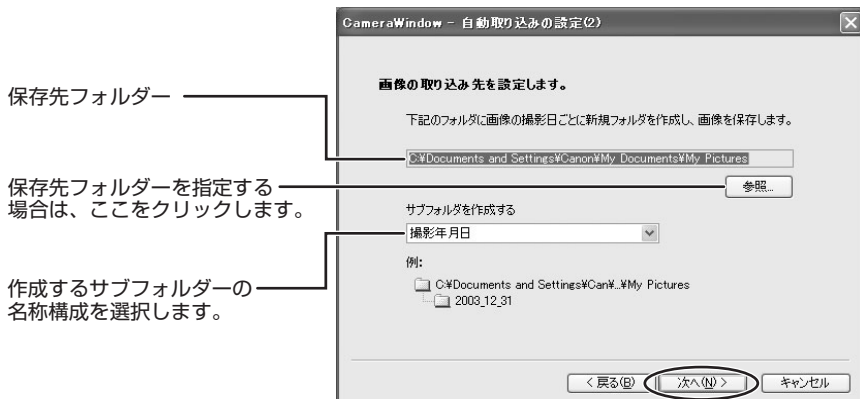 CameraWindow - 自動取り込みの設定(2)
画像の取り込み先を設定します。
保存先フォルダー
下記のフォルダに画像の撮影日ごとに新規フォルダを作成し、画像を保存します。
C:¥Documents and Settings¥Canon¥My Documents¥My Pictures
保存先フォルダーを指定する
場合は、ここをクリックします。
参照...
サブフォルダを作成する
撮影年月日
例:
作成するサブフォルダーの
名称構成を選択します。
C:¥Documents and Settings¥Can¥...¥My Pictures
2003_12_31
< 戻る(B)
次へ(N) >
キャンセル